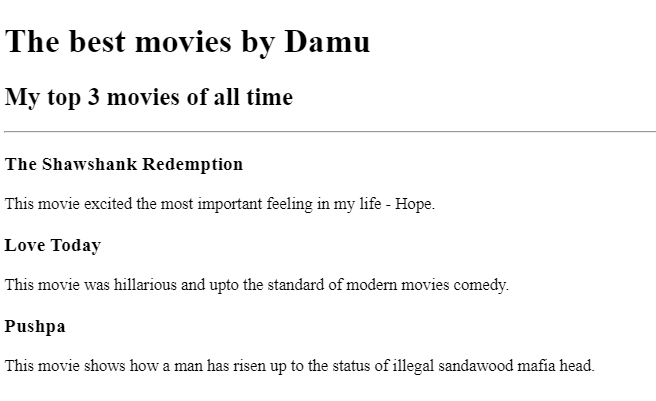 The best movies by Damu
My top 3 movies of all time
The Shawshank Redemption
This movie excited the most important feeling in my life - Hope.
Love Today
This movie was hillarious and upto the standard of modern movies comedy.
Pushpa
This movie shows how a man has risen up to the status of illegal sandawood mafia head.